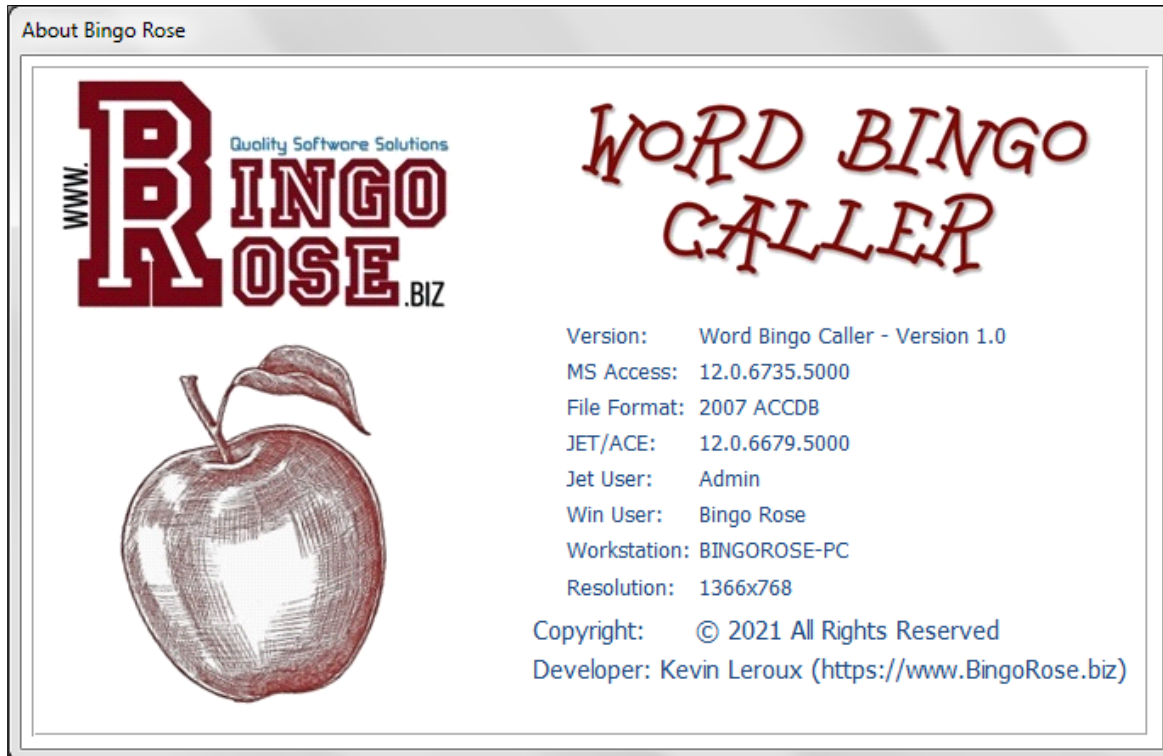 About Bingo Rose
www.
Quality Software Solutions
BINGO
ROSE
.BIZ
WORD BINGO
CALLER
Version: Word Bingo Caller - Version 1.0
MS Access: 12.0.6735.5000
File Format: 2007 ACCDB
JET/ACE: 12.0.6679.5000
Jet User: Admin
Win User: Bingo Rose
Workstation: BINGOROSE-PC
Resolution: 1366x768
Copyright: © 2021 All Rights Reserved
Developer: Kevin Leroux (https://www.BingoRose.biz)